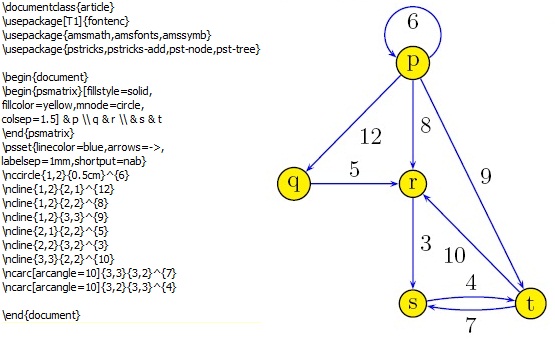 \documentclass{article}
\usepackage[T1]{fontenc}
\usepackage{amsmath,amsfonts,amssymb}
\usepackage{pstricks,pstricks-add,pst-node,pst-tree}
\begin{document}
\begin{psmatrix}[fillstyle=solid,
fillcolor=yellow,mnode=circle,
colsep=1.5] & p \\ q & r \\ & s & t
\end{psmatrix}
\psset{linecolor=blue,arrows=->,
labelsep=1mm,shortput=nab}
\nccircle{1,2}{0.5cm}^{6}
\ncline{1,2}{2,1}^{12}
\ncline{1,2}{2,2}^{8}
\ncline{1,2}{3,3}^{9}
\ncline{2,1}{2,2}^{5}
\ncline{2,2}{3,2}^{3}
\ncline{3,3}{2,2}^{10}
\ncarc[arcangle=10]{3,3}{3,2}^{7}
\ncarc[arcangle=10]{3,2}{3,3}^{4}
\end{document}
6
p
12
8
9
5
q
r
3
10
4
s
t
7